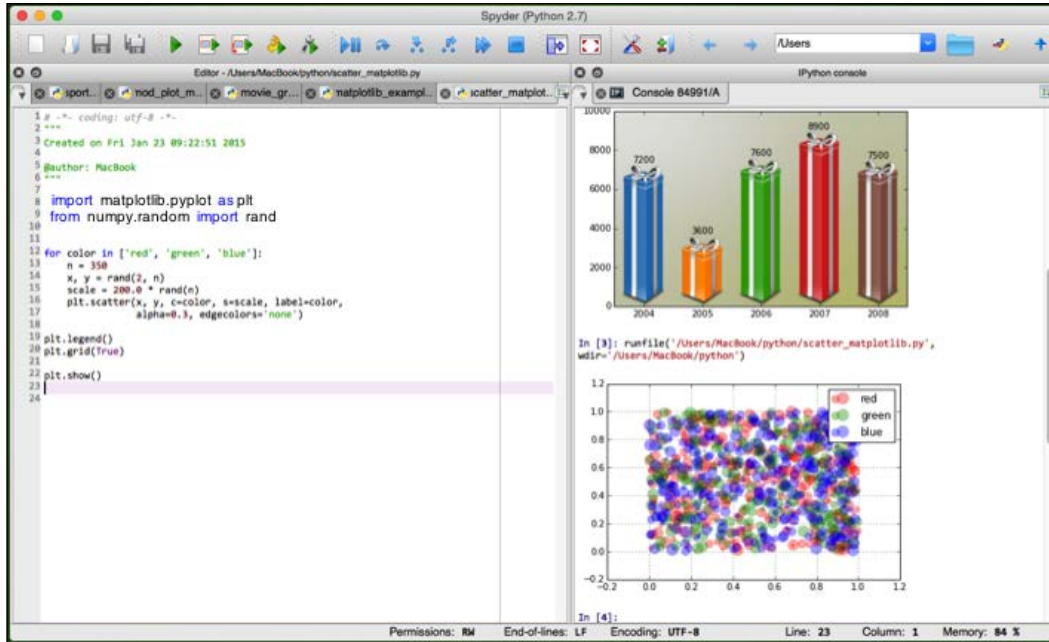 Spyder (Python 2.7)
/Users
Editor - /Users/MacBook/python/scatter_matplotlib.py
sport..
mod_plot_m...
movie_gr...
matplotlib_exampl..
scatter_matplot..
1 # -*- coding: utf-8 -*-
2 """
3 Created on Fri Jan 23 09:22:51 2015
4
5 @author: MacBook
6 """
7
8 import matplotlib.pyplot as plt
9 from numpy.random import rand
10
11
12 for color in ['red', 'green', 'blue']:
13 n = 350
14 x, y = rand(2, n)
15 scale = 200.0 * rand(n)
16 plt.scatter(x, y, c=color, s=scale, label=color,
17 alpha=0.3, edgecolors='none')
18
19 plt.legend()
20 plt.grid(True)
21
22 plt.show()
23
24
IPython console
Console 84991/A
10000
8000
6000
4000
2000
0
7200
3600
7600
8900
7500
2004 2005 2006 2007 2008
In [3]: runfile('/Users/MacBook/python/scatter_matplotlib.py',
wdir='/Users/MacBook/python')
1.2
1.0
0.8
0.6
0.4
0.2
0.0
−0.2
−0.2 0.0 0.2 0.4 0.6 0.8 1.0 1.2
red
green
blue
In [4]:
Permissions: RW End-of-lines: LF Encoding: UTF-8 Line: 23 Column: 1 Memory: 84 %